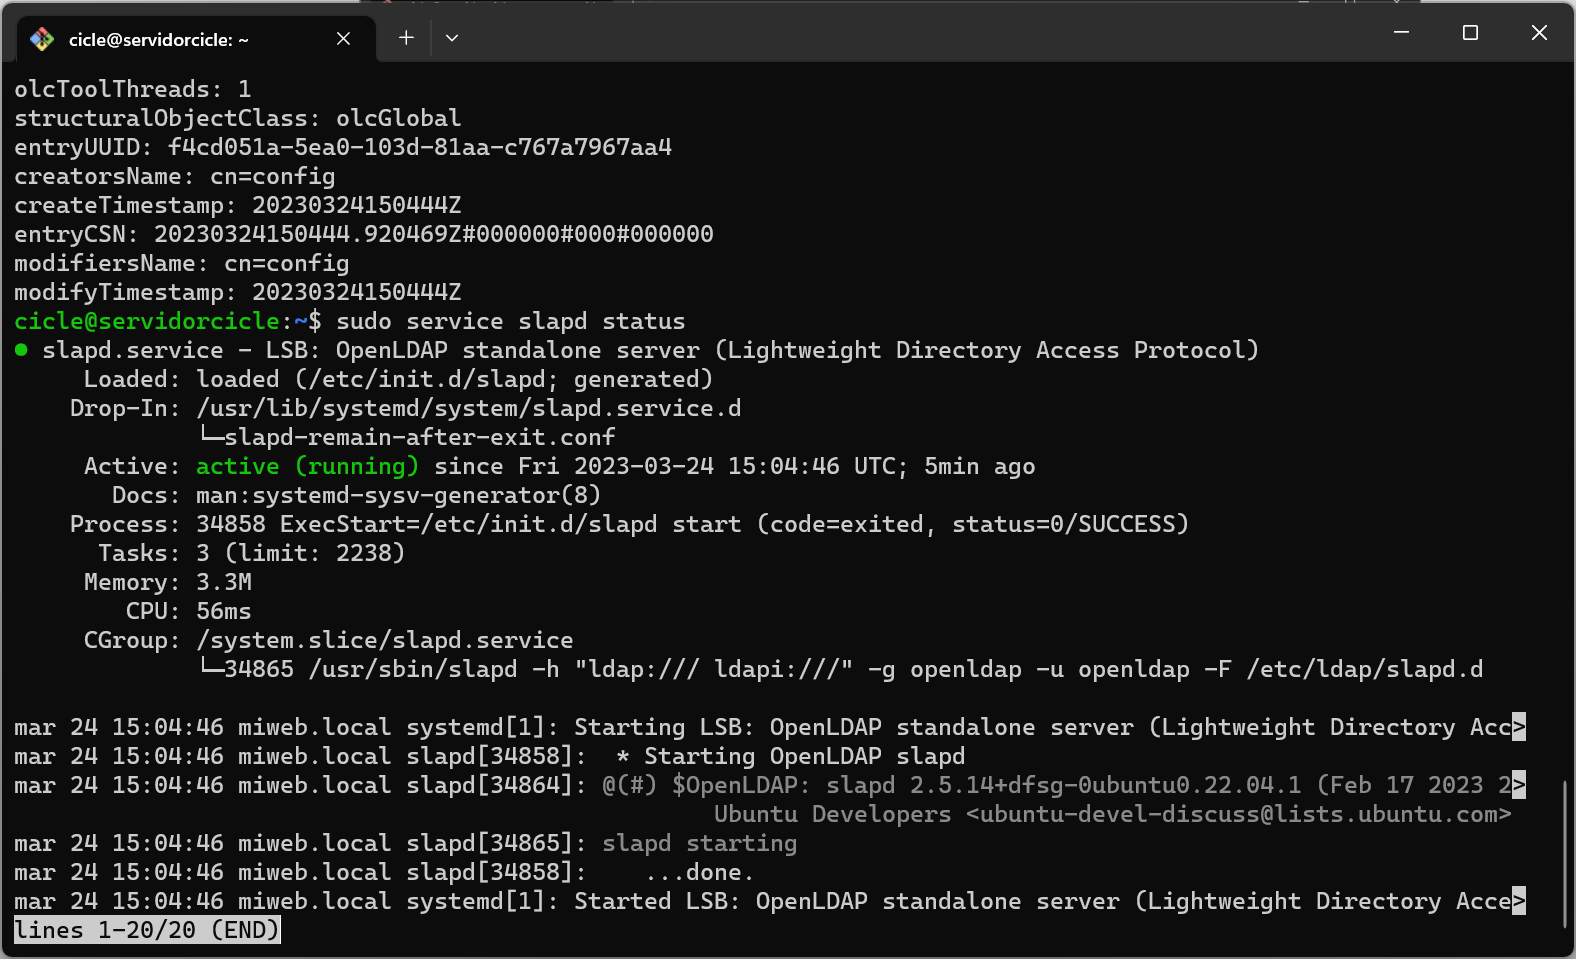 cicle@servidorcicle: ~
olcToolThreads: 1
structuralObjectClass: olcGlobal
entryUUID: f4cd051a-5ea0-103d-81aa-c767a7967aa4
creatorsName: cn=config
createTimestamp: 20230324150444Z
entryCSN: 20230324150444.920469Z#000000#000#000000
modifiersName: cn=config
modifyTimestamp: 20230324150444Z
cicle@servidorcicle:~$ sudo service slapd status
● slapd.service - LSB: OpenLDAP standalone server (Lightweight Directory Access Protocol)
     Loaded: loaded (/etc/init.d/slapd; generated)
    Drop-In: /usr/lib/systemd/system/slapd.service.d
             └─slapd-remain-after-exit.conf
     Active: active (running) since Fri 2023-03-24 15:04:46 UTC; 5min ago
       Docs: man:systemd-sysv-generator(8)
    Process: 34858 ExecStart=/etc/init.d/slapd start (code=exited, status=0/SUCCESS)
      Tasks: 3 (limit: 2238)
     Memory: 3.3M
        CPU: 56ms
     CGroup: /system.slice/slapd.service
             └─34865 /usr/sbin/slapd -h "ldap:/// ldapi:///" -g openldap -u openldap -F /etc/ldap/slapd.d
mar 24 15:04:46 miweb.local systemd[1]: Starting LSB: OpenLDAP standalone server (Lightweight Directory Acc>
mar 24 15:04:46 miweb.local slapd[34858]:  * Starting OpenLDAP slapd
mar 24 15:04:46 miweb.local slapd[34864]: @(#) $OpenLDAP: slapd 2.5.14+dfsg-0ubuntu0.22.04.1 (Feb 17 2023 2>
                                                  Ubuntu Developers <ubuntu-devel-discuss@lists.ubuntu.com>
mar 24 15:04:46 miweb.local slapd[34865]: slapd starting
mar 24 15:04:46 miweb.local slapd[34858]:    ...done.
mar 24 15:04:46 miweb.local systemd[1]: Started LSB: OpenLDAP standalone server (Lightweight Directory Acce>
lines 1-20/20 (END)